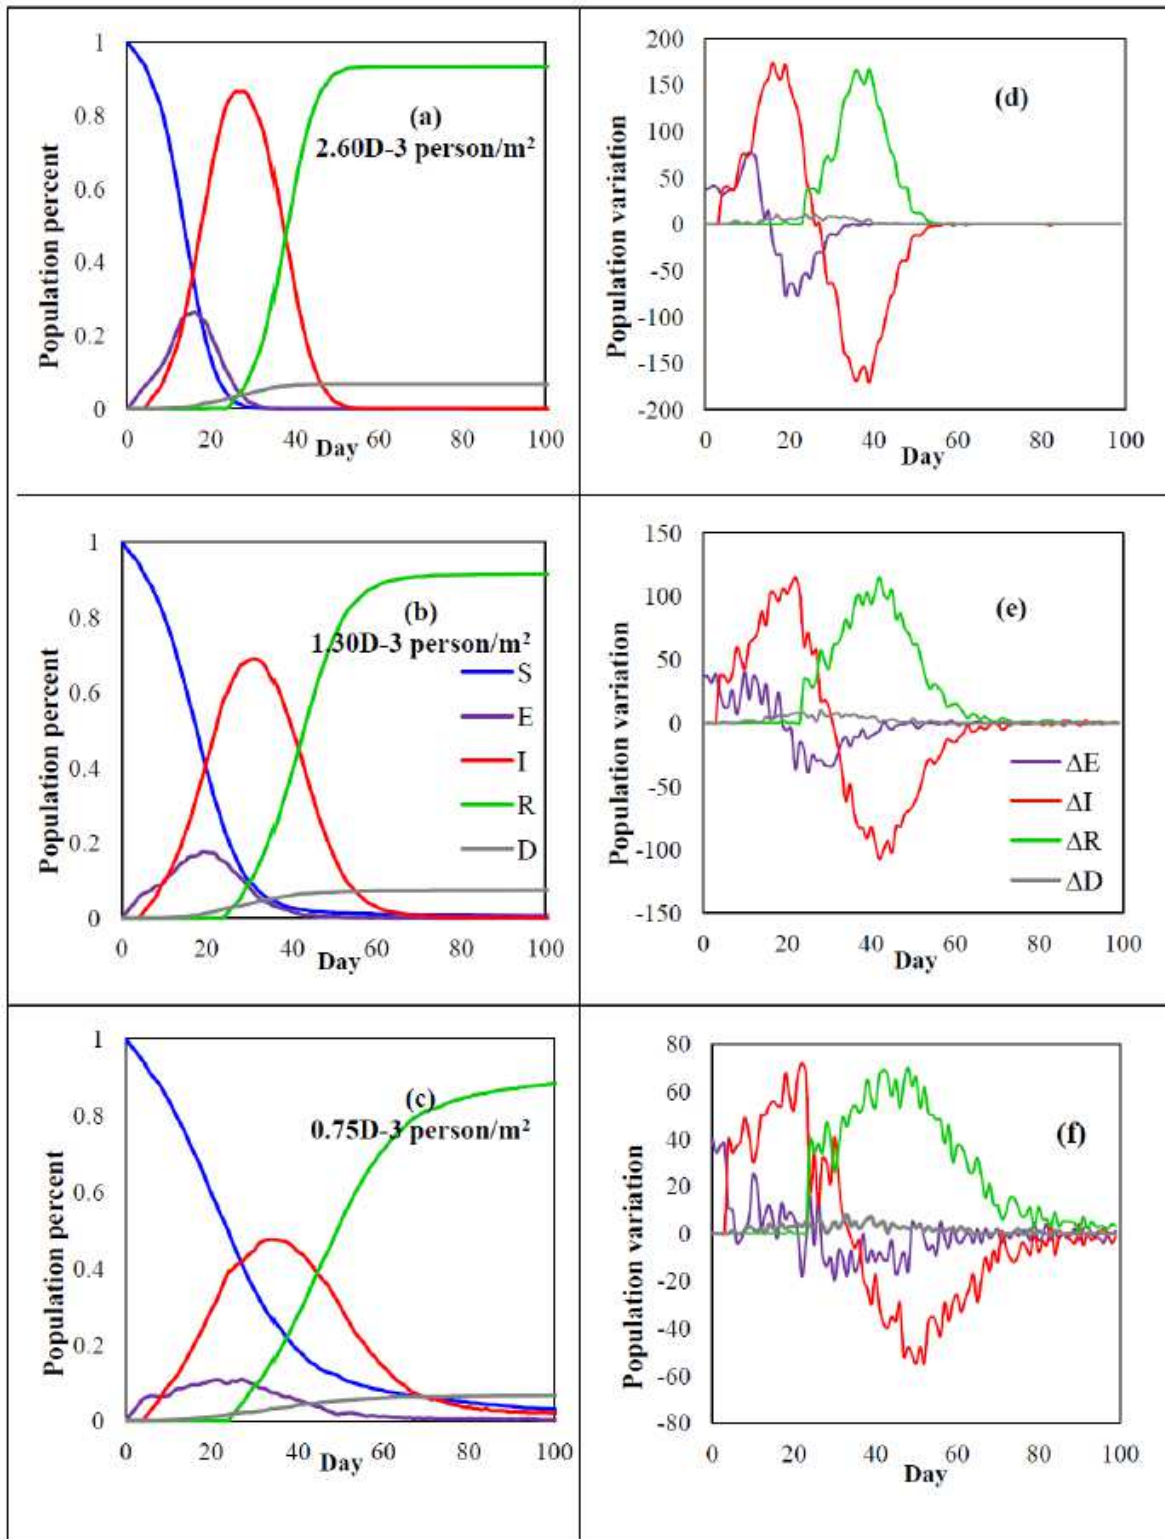 1
0.8
0.6
0.4
0.2
0
Population percent
(a)
2.60D-3 person/m²
0 20 40 60 80 100
Day
200
150
100
50
0
-50
-100
-150
-200
Population variation
(d)
0 20 40 60 80 100
Day
1
0.8
0.6
0.4
0.2
0
Population percent
(b)
1.30D-3 person/m²
S
E
I
R
D
0 20 40 60 80 100
Day
150
100
50
0
-50
-100
-150
Population variation
(e)
ΔE
ΔI
ΔR
ΔD
0 20 40 60 80 100
Day
1
0.8
0.6
0.4
0.2
0
Population percent
(c)
0.75D-3 person/m²
0 20 40 60 80 100
Day
80
60
40
20
0
-20
-40
-60
-80
Population variation
(f)
0 20 40 60 80 100
Day